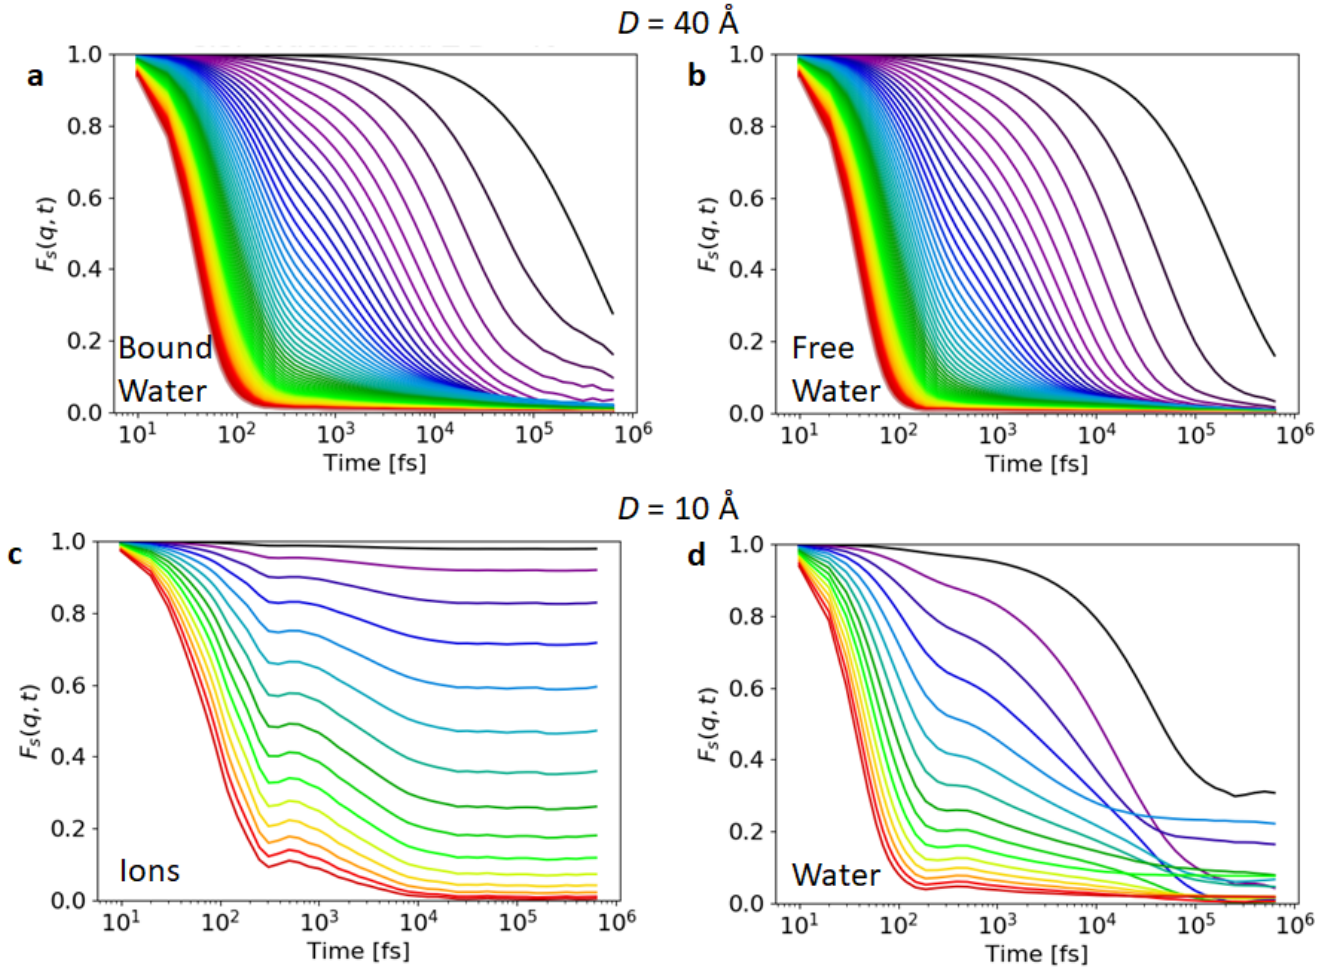 D = 40 Å
a
b
1.0
0.8
0.6
0.4
0.2
0.0
Fs(q, t)
Bound
Water
10¹ 10² 10³ 10⁴ 10⁵ 10⁶
Time [fs]
1.0
0.8
0.6
0.4
0.2
0.0
Fs(q, t)
Free
Water
10¹ 10² 10³ 10⁴ 10⁵ 10⁶
Time [fs]
D = 10 Å
c
d
1.0
0.8
0.6
0.4
0.2
0.0
Fs(q, t)
Ions
10¹ 10² 10³ 10⁴ 10⁵ 10⁶
Time [fs]
1.0
0.8
0.6
0.4
0.2
0.0
Fs(q, t)
Water
10¹ 10² 10³ 10⁴ 10⁵ 10⁶
Time [fs]